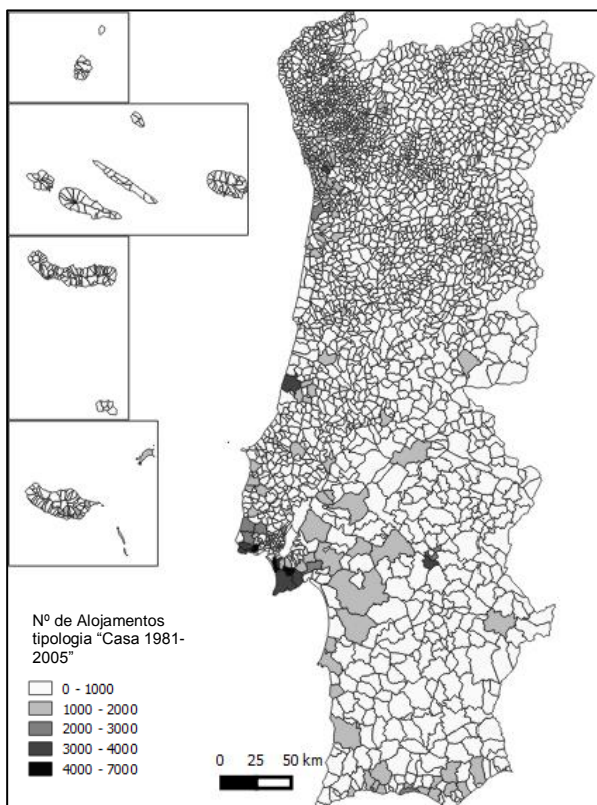 Nº de Alojamentos
tipologia “Casa 1981-
2005”
0 - 1000
1000 - 2000
2000 - 3000
3000 - 4000
4000 - 7000
0 25 50 km